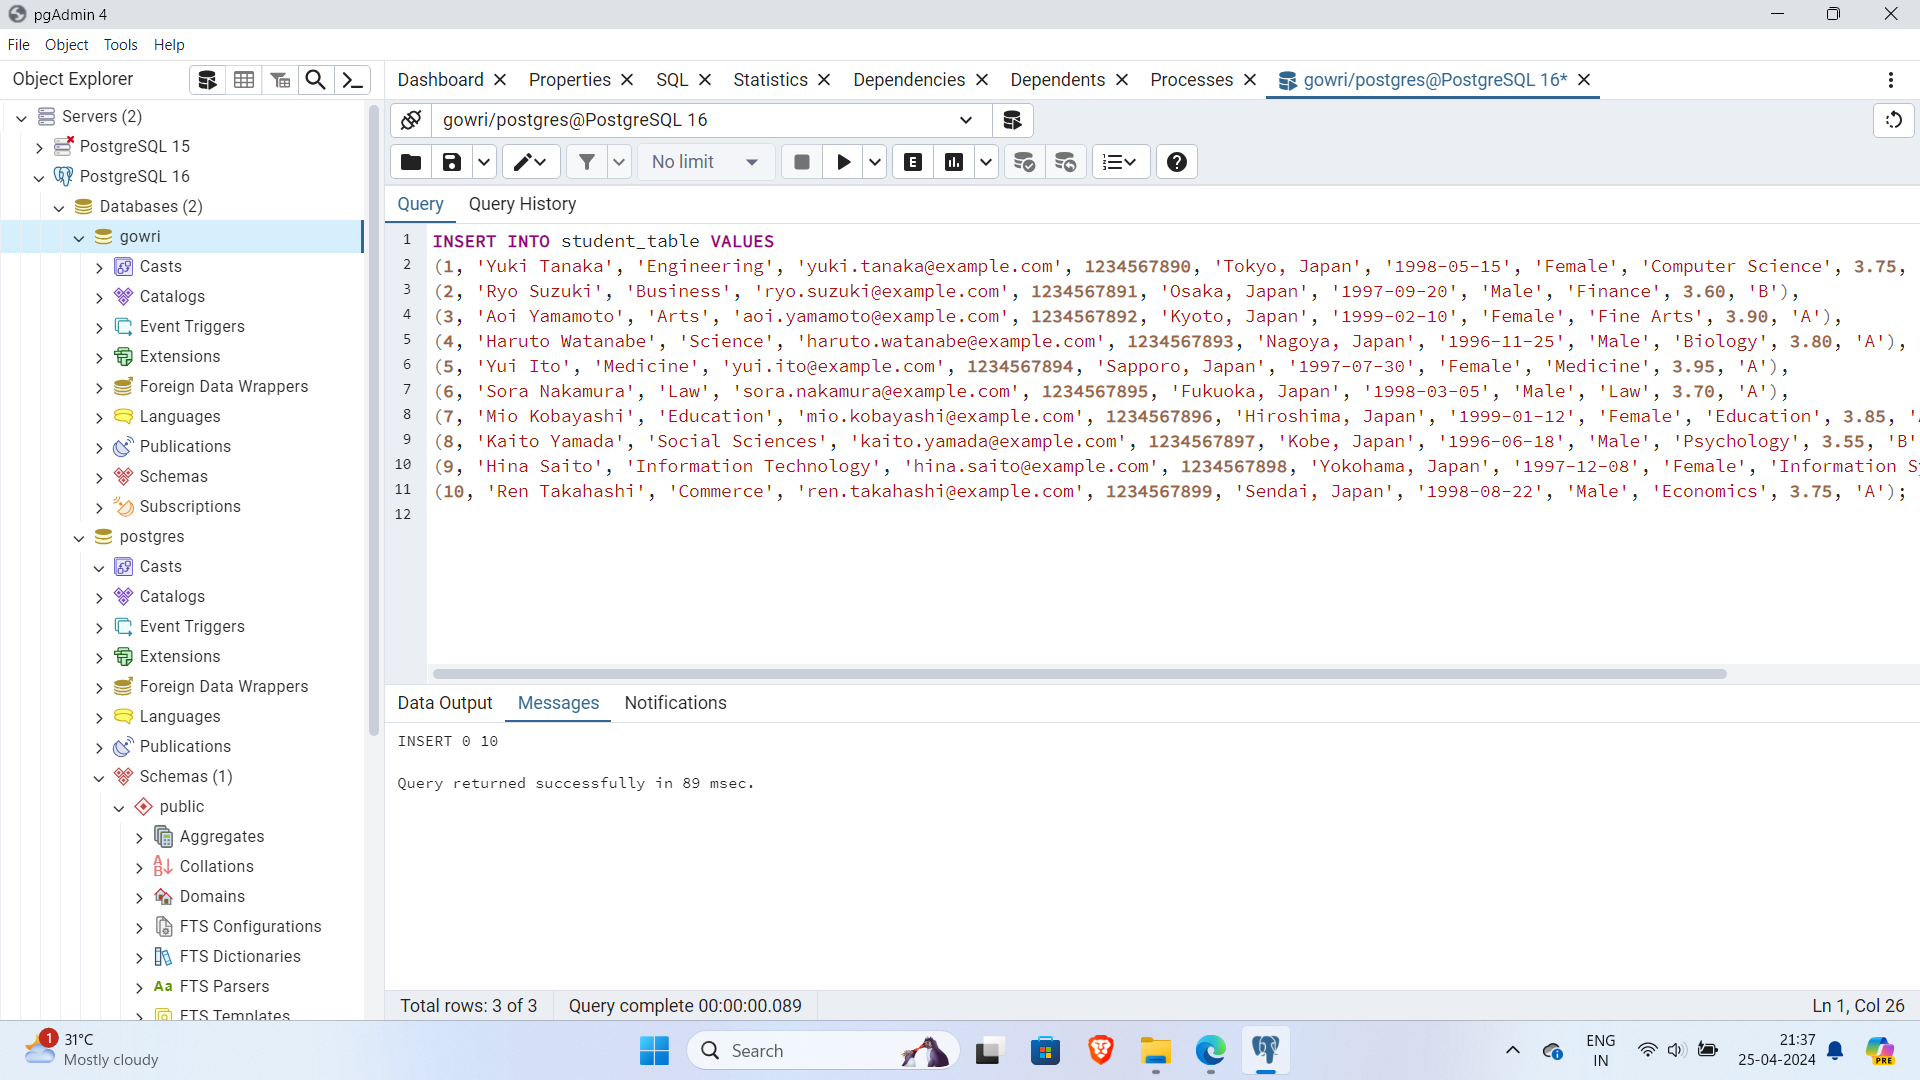 pgAdmin 4
File Object Tools Help
Object Explorer
Dashboard Properties SQL Statistics Dependencies Dependents Processes gowri/postgres@PostgreSQL 16*
Servers (2)
PostgreSQL 15
PostgreSQL 16
Databases (2)
gowri
Casts
Catalogs
Event Triggers
Extensions
Foreign Data Wrappers
Languages
Publications
Schemas
Subscriptions
postgres
Casts
Catalogs
Event Triggers
Extensions
Foreign Data Wrappers
Languages
Publications
Schemas (1)
public
Aggregates
Collations
Domains
FTS Configurations
FTS Dictionaries
Aa FTS Parsers
FTS Templates
gowri/postgres@PostgreSQL 16
No limit
E
Query Query History
1 INSERT INTO student_table VALUES
2 (1, 'Yuki Tanaka', 'Engineering', 'yuki.tanaka@example.com', 1234567890, 'Tokyo, Japan', '1998-05-15', 'Female', 'Computer Science', 3.75,
3 (2, 'Ryo Suzuki', 'Business', 'ryo.suzuki@example.com', 1234567891, 'Osaka, Japan', '1997-09-20', 'Male', 'Finance', 3.60, 'B'),
4 (3, 'Aoi Yamamoto', 'Arts', 'aoi.yamamoto@example.com', 1234567892, 'Kyoto, Japan', '1999-02-10', 'Female', 'Fine Arts', 3.90, 'A'),
5 (4, 'Haruto Watanabe', 'Science', 'haruto.watanabe@example.com', 1234567893, 'Nagoya, Japan', '1996-11-25', 'Male', 'Biology', 3.80, 'A'),
6 (5, 'Yui Ito', 'Medicine', 'yui.ito@example.com', 1234567894, 'Sapporo, Japan', '1997-07-30', 'Female', 'Medicine', 3.95, 'A'),
7 (6, 'Sora Nakamura', 'Law', 'sora.nakamura@example.com', 1234567895, 'Fukuoka, Japan', '1998-03-05', 'Male', 'Law', 3.70, 'A'),
8 (7, 'Mio Kobayashi', 'Education', 'mio.kobayashi@example.com', 1234567896, 'Hiroshima, Japan', '1999-01-12', 'Female', 'Education', 3.85,
9 (8, 'Kaito Yamada', 'Social Sciences', 'kaito.yamada@example.com', 1234567897, 'Kobe, Japan', '1996-06-18', 'Male', 'Psychology', 3.55, 'B'
10 (9, 'Hina Saito', 'Information Technology', 'hina.saito@example.com', 1234567898, 'Yokohama, Japan', '1997-12-08', 'Female', 'Information
11 (10, 'Ren Takahashi', 'Commerce', 'ren.takahashi@example.com', 1234567899, 'Sendai, Japan', '1998-08-22', 'Male', 'Economics', 3.75, 'A');
12
Data Output Messages Notifications
INSERT 0 10
Query returned successfully in 89 msec.
Total rows: 3 of 3 Query complete 00:00:00.089 Ln 1, Col 26
1
31°C
Mostly cloudy
Search
PRE
ENG
IN
21:37
25-04-2024